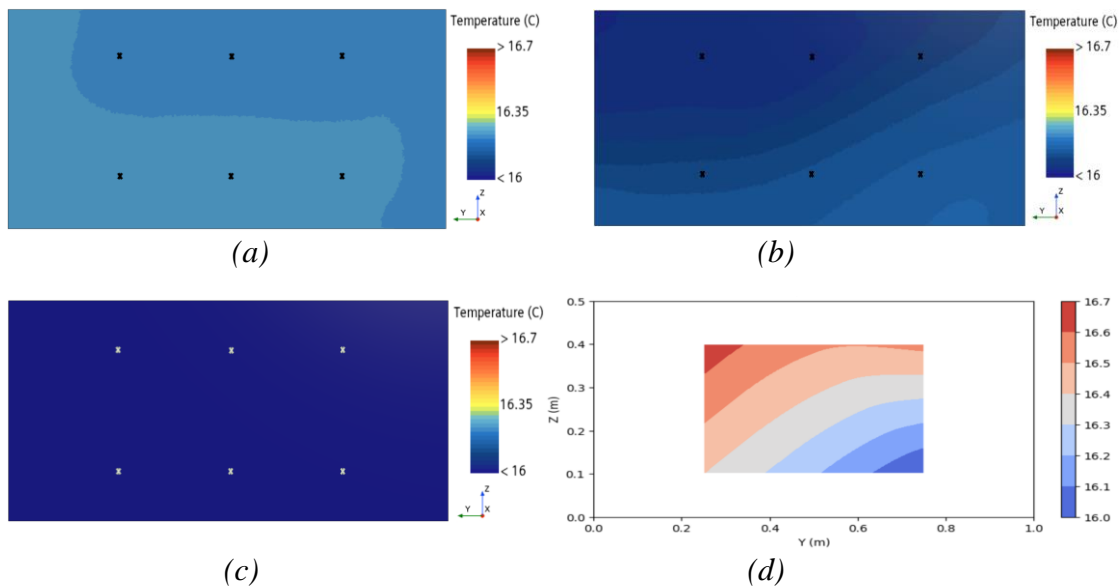 Temperature (C)
> 16.7
16.35
< 16
x x x
x x x
Z
Y X
(a)
Temperature (C)
> 16.7
16.35
< 16
x x x
x x x
Z
Y X
(b)
Temperature (C)
> 16.7
16.35
< 16
x x x
x x x
Z
Y X
(c)
0.5
0.4
0.3
0.2
0.1
0.0
Z (m)
0.0 0.2 0.4 0.6 0.8 1.0
Y (m)
16.7
16.6
16.5
16.4
16.3
16.2
16.1
16.0
(d)